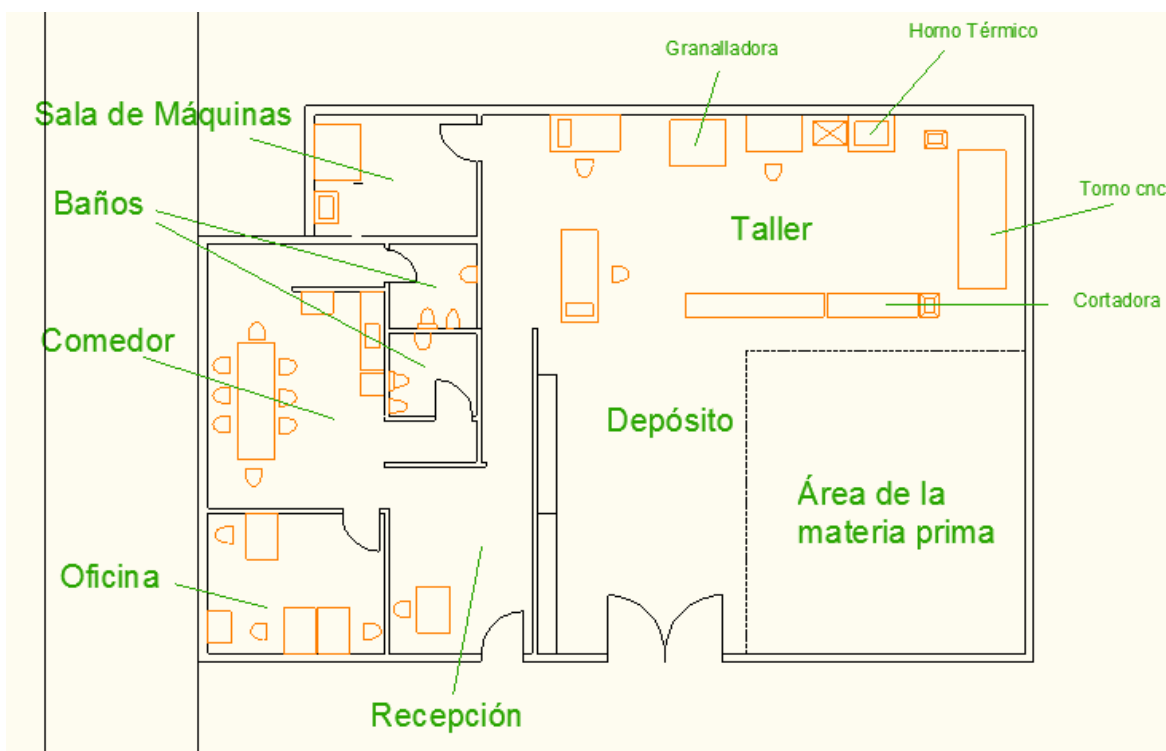 Horno Térmico
Granalladora
Sala de Máquinas
Torno cnc
Baños
Taller
Cortadora
Comedor
Depósito
Área de la
materia prima
Oficina
Recepción